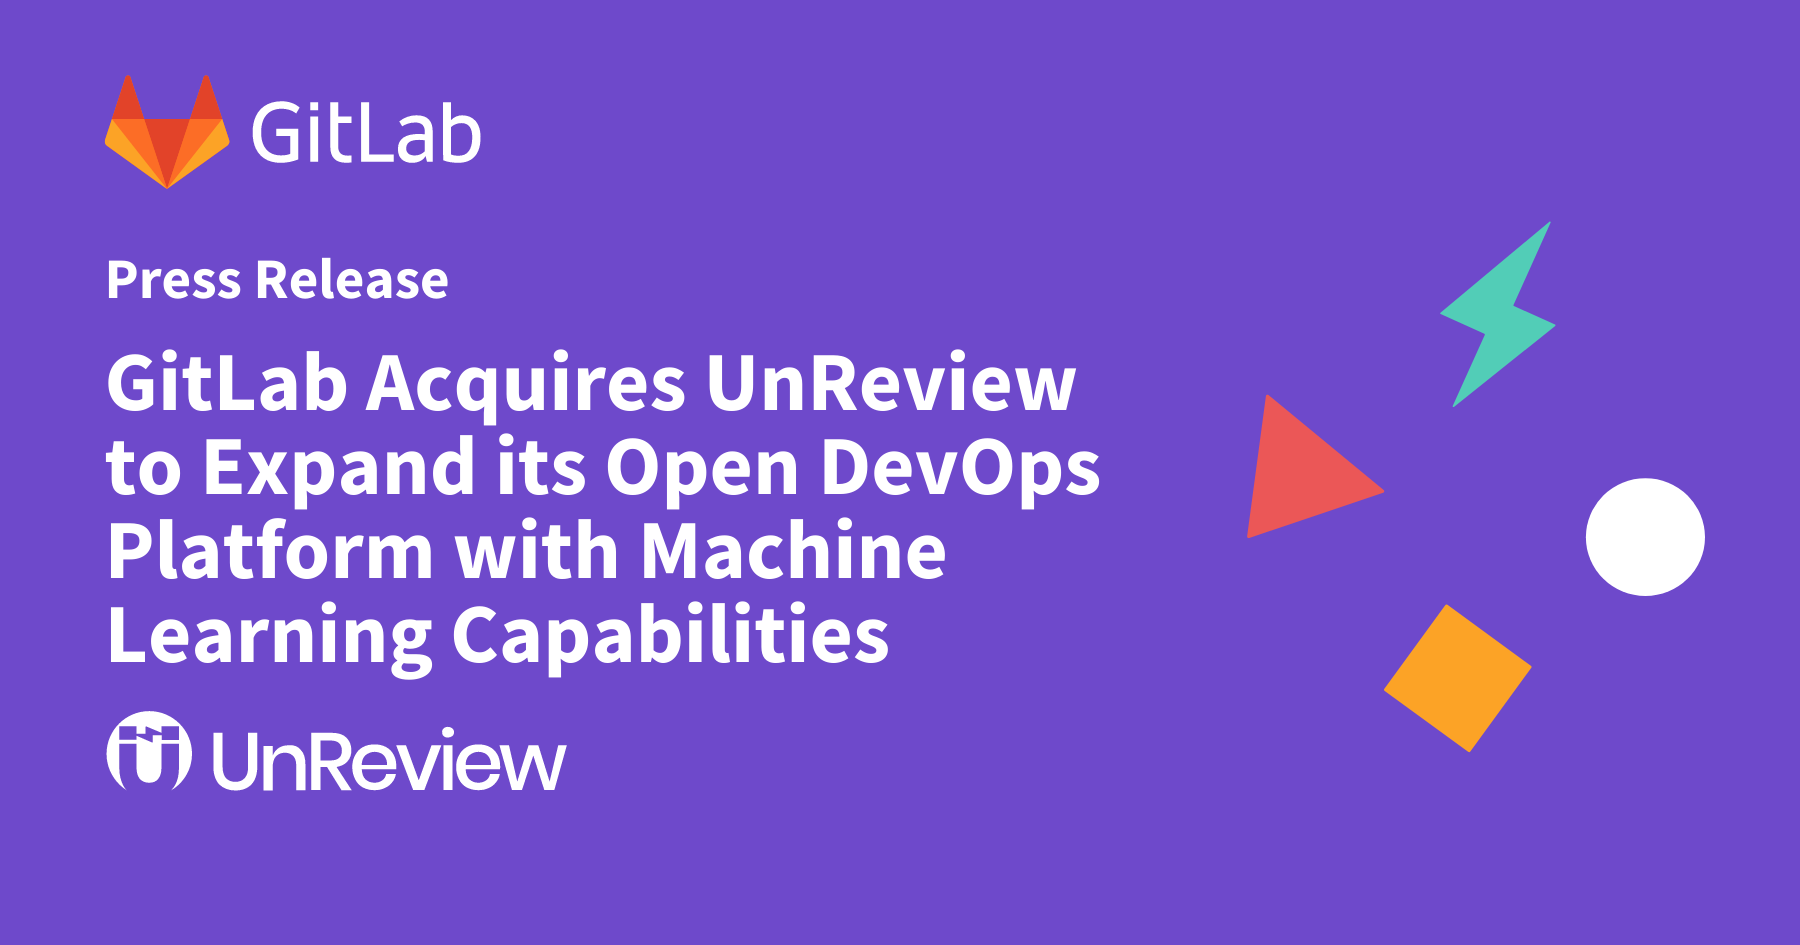 GitLab
Press Release
GitLab Acquires UnReview
to Expand its Open DevOps
Platform with Machine
Learning Capabilities
UnReview